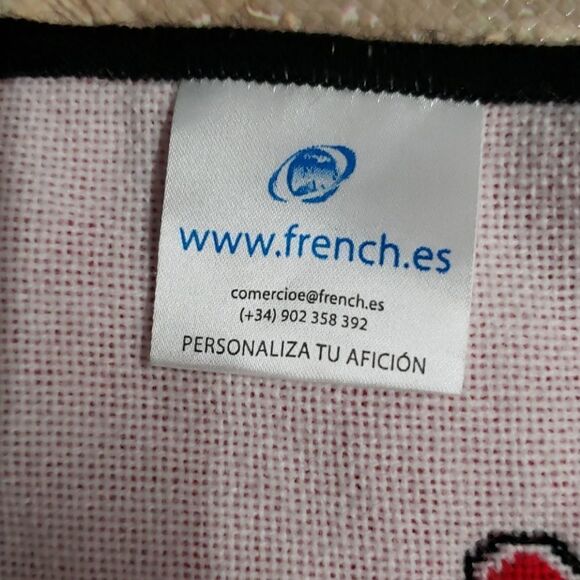 www.french.es
comercioe@french.es
(+34) 902 358 392
PERSONALIZA TU AFICIÓN